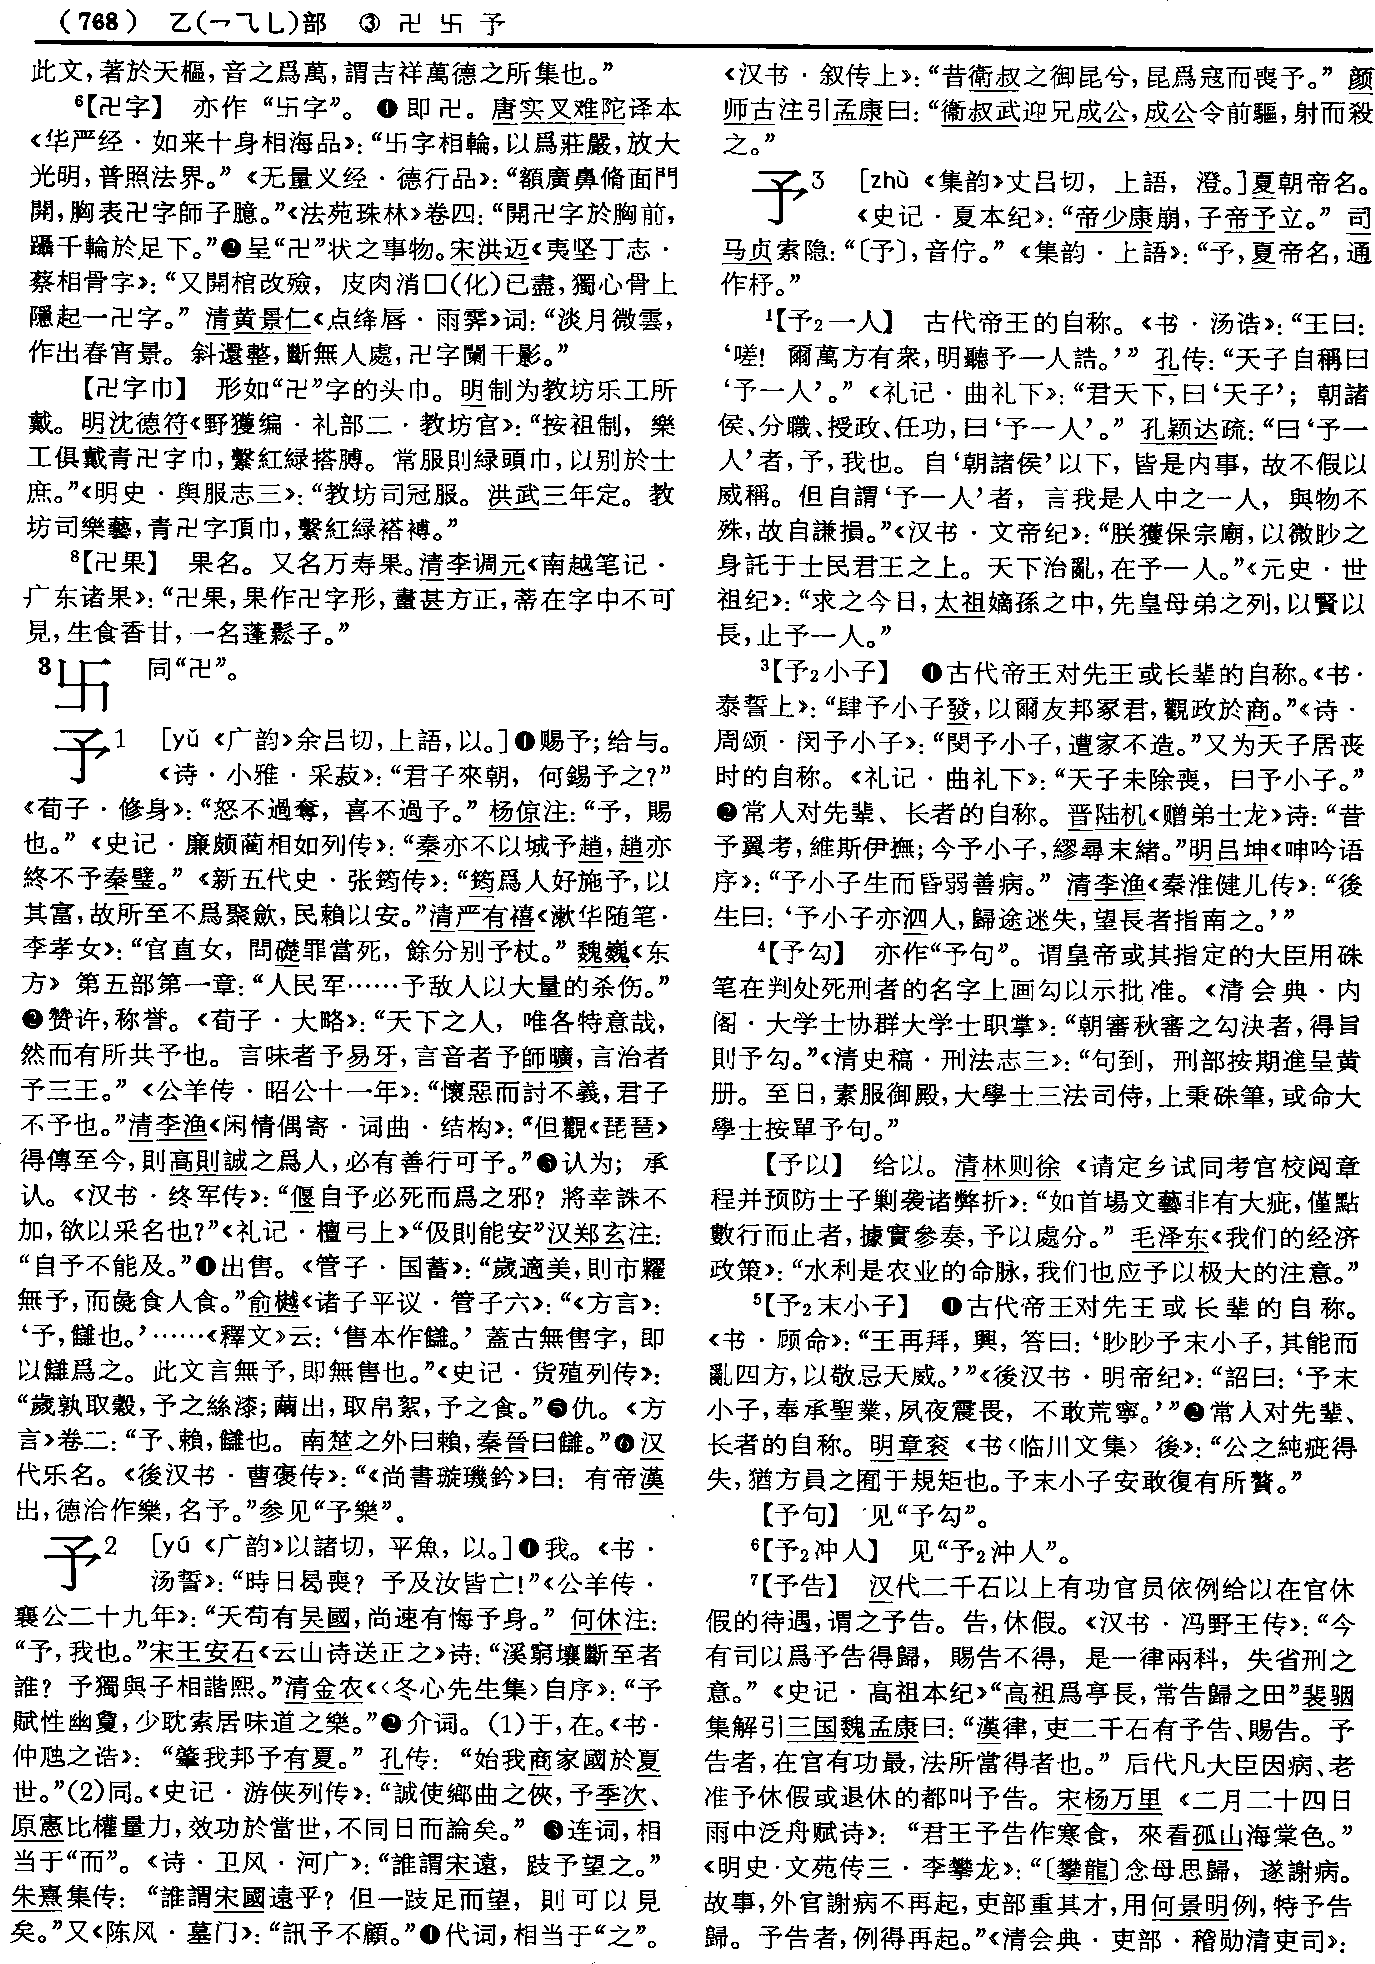 （768） 乙(乛⺄乚)部 ③ 卍 卐 予
此文，著於天樞，音之爲萬，謂吉祥萬德之所集也。”
⁶【卍字】 亦作“卐字”。 ❶即卍。唐实叉难陀译本
《华严经·如来十身相海品》：“卐字相輪，以爲莊嚴，放大
光明，普照法界。”《无量义经·德行品》：“額廣鼻脩面門
開，胸表卍字師子臆。”《法苑珠林》卷四：“開卍字於胸前，
躡千輪於足下。”❷呈“卍”状之事物。宋洪迈《夷坚丁志·
蔡相骨字》：“又開棺改殮，皮肉消囗(化)已盡，獨心骨上
隱起一卍字。” 清黄景仁《点绛唇·雨霁》词：“淡月微雲，
作出春宵景。斜還整，斷無人處，卍字闌干影。”
【卍字巾】 形如“卍”字的头巾。明制为教坊乐工所
戴。明沈德符《野獲编·礼部二·教坊官》：“按祖制，樂
工俱戴青卍字巾，繫紅緑搭膊。常服則緑頭巾，以别於士
庶。”《明史·舆服志三》：“教坊司冠服。洪武三年定。教
坊司樂藝，青卍字頂巾，繫紅緑褡䙏。”
⁸【卍果】 果名。又名万寿果。清李调元《南越笔记·
广东诸果》：“卍果，果作卍字形，畫甚方正，蒂在字中不可
見，生食香甘，一名蓬鬆子。”
³卐 同“卍”。
予1 [yǔ《广韵》余吕切，上語，以。]❶赐予；给与。
《诗·小雅·采菽》：“君子來朝，何錫予之？”
《荀子·修身》：“怒不過奪，喜不過予。” 杨倞注：“予，賜
也。”《史记·廉颇蔺相如列传》：“秦亦不以城予趙，趙亦
終不予秦璧。”《新五代史·张筠传》：“筠爲人好施予，以
其富，故所至不爲聚歛，民賴以安。”清严有禧《漱华随笔·
李孝女》：“官直女，問礎罪當死，餘分别予杖。” 魏巍《东
方》第五部第一章：“人民军……予敌人以大量的杀伤。”
❷赞许，称誉。《荀子·大略》：“天下之人，唯各特意哉，
然而有所共予也。言味者予易牙，言音者予師曠，言治者
予三王。”《公羊传·昭公十一年》：“懷惡而討不義，君子
不予也。”清李渔《闲情偶寄·词曲·结构》：“但觀《琵琶》
得傳至今，則高則誠之爲人，必有善行可予。”❸认为；承
认。《汉书·终军传》：“偃自予必死而爲之邪？將幸誅不
加，欲以采名也？”《礼记·檀弓上》“伋則能安”汉郑玄注：
“自予不能及。”❹出售。《管子·国蓄》：“歲適美，則市糶
無予，而彘食人食。”俞樾《诸子平议·管子六》：“《方言》：
‘予，讎也。’……《釋文》云：‘售本作讎。’蓋古無售字，即
以讎爲之。此文言無予，即無售也。”《史记·货殖列传》：
“歲孰取穀，予之絲漆；繭出，取帛絮，予之食。”❺仇。《方
言》卷二：“予、賴，讎也。南楚之外曰賴，秦晉曰讎。”❻汉
代乐名。《後汉书·曹褒传》：“《尚書璇璣鈐》曰：有帝漢
出，德洽作樂，名予。”参见“予樂”。
予2 [yú《广韵》以諸切，平魚，以。]❶我。《书·
汤誓》：“時日曷喪？予及汝皆亡！”《公羊传·
襄公二十九年》：“天苟有吴國，尚速有悔予身。” 何休注：
“予，我也。”宋王安石《云山诗送正之》诗：“溪窮壤斷至者
誰？予獨與子相諧熙。”清金农《〈冬心先生集〉自序》：“予
賦性幽敻，少耽索居味道之樂。”❷介词。(1)于，在。《书·
仲虺之诰》：“肇我邦予有夏。” 孔传：“始我商家國於夏
世。”(2)同。《史记·游侠列传》：“誠使鄉曲之俠，予季次、
原憲比權量力，效功於當世，不同日而論矣。” ❸连词，相
当于“而”。《诗·卫风·河广》：“誰謂宋遠，跂予望之。”
朱熹集传：“誰謂宋國遠乎？但一跂足而望，則可以見
矣。”又《陈风·墓门》：“訊予不顧。”❹代词，相当于“之”。
《汉书·叙传上》：“昔衛叔之御昆兮，昆爲寇而喪予。” 颜
师古注引孟康曰：“衞叔武迎兄成公，成公令前驅，射而殺
之。”
予3 [zhù《集韵》丈吕切，上語，澄。]夏朝帝名。
《史记·夏本纪》：“帝少康崩，子帝予立。” 司
马贞索隐：“〔予〕，音佇。”《集韵·上語》：“予，夏帝名，通
作杼。”
¹【予₂一人】 古代帝王的自称。《书·汤诰》：“王曰：
‘嗟！爾萬方有衆，明聽予一人誥。’” 孔传：“天子自稱曰
‘予一人’。”《礼记·曲礼下》：“君天下，曰‘天子’；朝諸
侯、分職、授政、任功，曰‘予一人’。” 孔颖达疏：“曰‘予一
人’者，予，我也。自‘朝諸侯’以下，皆是内事，故不假以
威稱。但自謂‘予一人’者，言我是人中之一人，與物不
殊，故自謙損。”《汉书·文帝纪》：“朕獲保宗廟，以微眇之
身託于士民君王之上。天下治亂，在予一人。”《元史·世
祖纪》：“求之今日，太祖嫡孫之中，先皇母弟之列，以賢以
長，止予一人。”
³【予₂小子】 ❶古代帝王对先王或长辈的自称。《书·
泰誓上》：“肆予小子發，以爾友邦冢君，觀政於商。”《诗·
周颂·闵予小子》：“閔予小子，遭家不造。”又为天子居丧
时的自称。《礼记·曲礼下》：“天子未除喪，曰予小子。”
❷常人对先辈、长者的自称。晋陆机《赠弟士龙》诗：“昔
予翼考，維斯伊撫；今予小子，繆尋末緒。”明吕坤《呻吟语
序》：“予小子生而昏弱善病。” 清李渔《秦淮健儿传》：“後
生曰：‘予小子亦泗人，歸途迷失，望長者指南之。’”
⁴【予勾】 亦作“予句”。谓皇帝或其指定的大臣用硃
笔在判处死刑者的名字上画勾以示批准。《清会典·内
阁·大学士协群大学士职掌》：“朝審秋審之勾決者，得旨
則予勾。”《清史稿·刑法志三》：“句到，刑部按期進呈黄
册。至日，素服御殿，大學士三法司侍，上秉硃筆，或命大
學士按單予句。”
【予以】 给以。清林则徐《请定乡试同考官校阅章
程并预防士子剿袭诸弊折》：“如首場文藝非有大疵，僅點
數行而止者，據實參奏，予以處分。” 毛泽东《我们的经济
政策》：“水利是农业的命脉，我们也应予以极大的注意。”
⁵【予₂末小子】 ❶古代帝王对先王或长辈的自称。
《书·顾命》：“王再拜，興，答曰：‘眇眇予末小子，其能而
亂四方，以敬忌天威。’”《後汉书·明帝纪》：“詔曰：‘予末
小子，奉承聖業，夙夜震畏，不敢荒寧。’”❷常人对先辈、
长者的自称。明章衮《书〈临川文集〉後》：“公之純疵得
失，猶方員之囿于規矩也。予末小子安敢復有所贅。”
【予句】 见“予勾”。
⁶【予₂冲人】 见“予₂沖人”。
⁷【予告】 汉代二千石以上有功官员依例给以在官休
假的待遇，谓之予告。告，休假。《汉书·冯野王传》：“今
有司以爲予告得歸，賜告不得，是一律兩科，失省刑之
意。”《史记·高祖本纪》“高祖爲亭長，常告歸之田”裴骃
集解引三国魏孟康曰：“漢律，吏二千石有予告、賜告。予
告者，在官有功最，法所當得者也。” 后代凡大臣因病、老
准予休假或退休的都叫予告。宋杨万里《二月二十四日
雨中泛舟赋诗》：“君王予告作寒食，來看孤山海棠色。”
《明史·文苑传三·李攀龙》：“〔攀龍〕念母思歸，遂謝病。
故事，外官謝病不再起，吏部重其才，用何景明例，特予告
歸。予告者，例得再起。”《清会典·吏部·稽勋清吏司》：